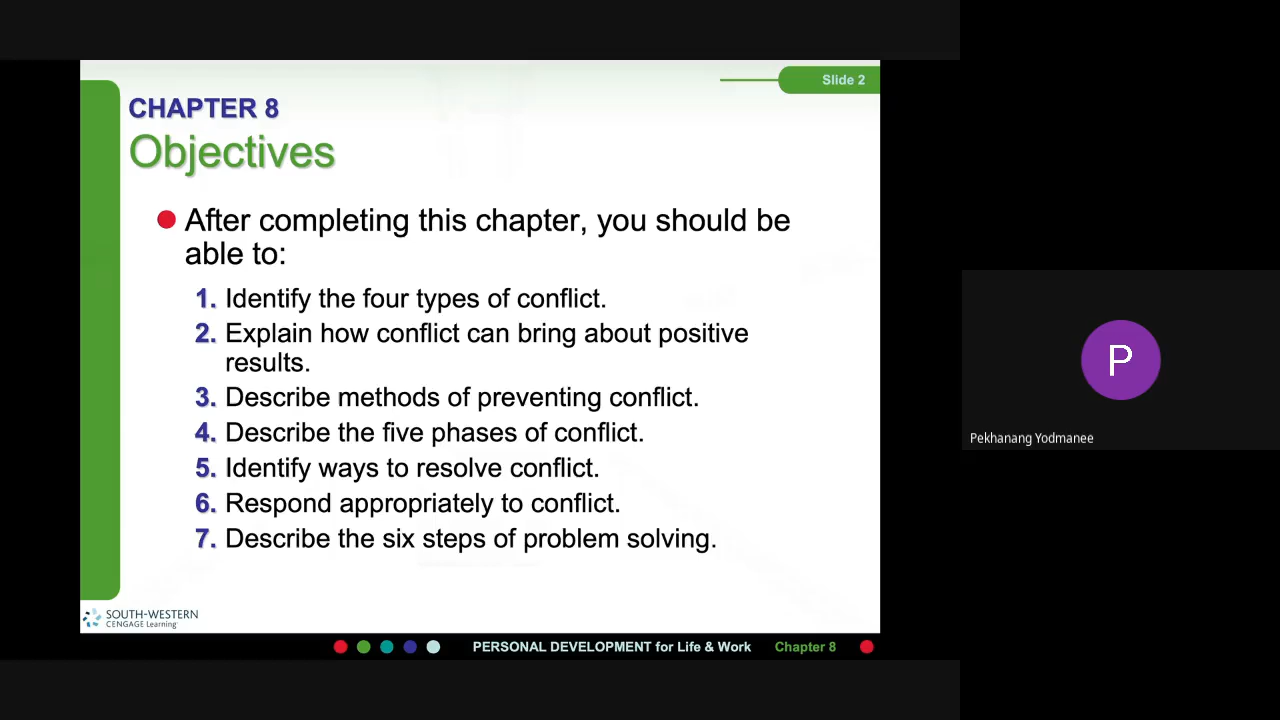 Slide 2
CHAPTER 8
Objectives
After completing this chapter, you should be
able to:
1. Identify the four types of conflict.
2. Explain how conflict can bring about positive
results.
3. Describe methods of preventing conflict.
4. Describe the five phases of conflict.
5. Identify ways to resolve conflict.
6. Respond appropriately to conflict.
7. Describe the six steps of problem solving.
SOUTH-WESTERN
CENGAGE Learning
PERSONAL DEVELOPMENT for Life & Work Chapter 8
P
Pekhanang Yodmanee